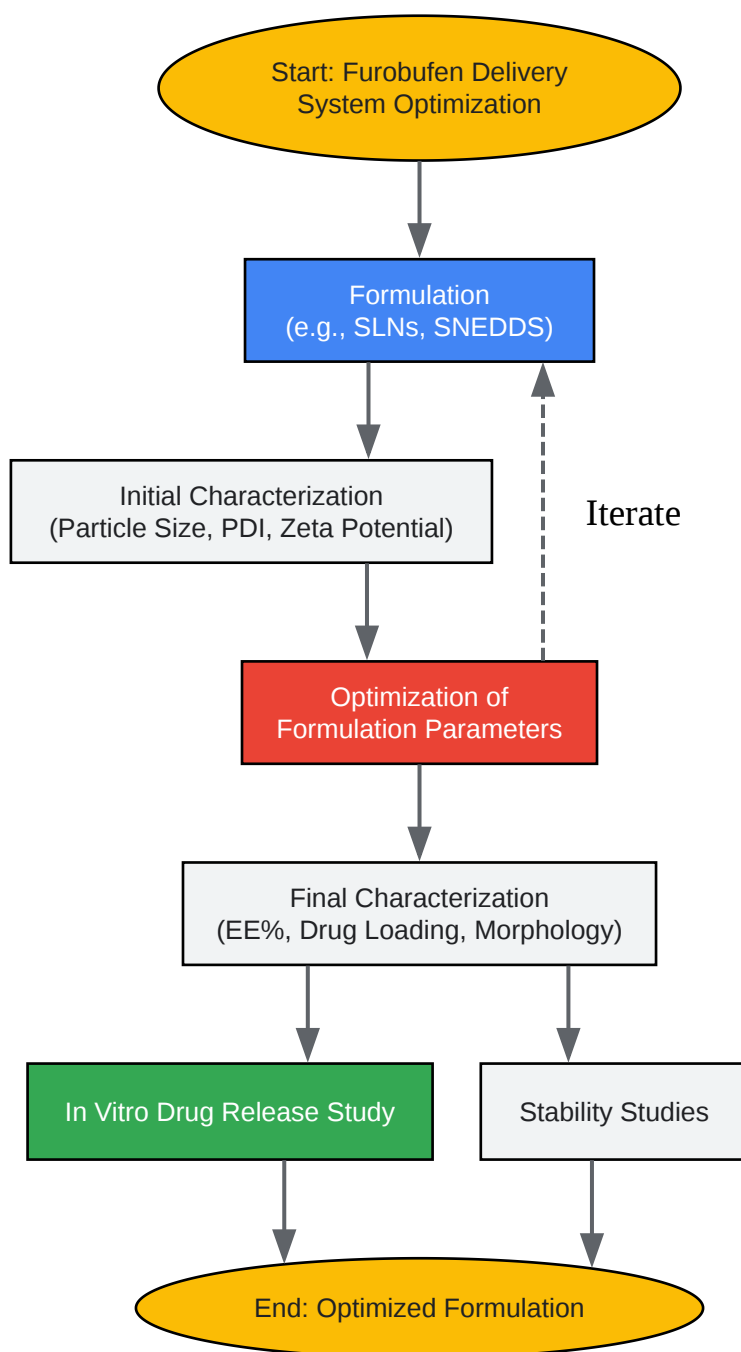 Start: Furobufen Delivery
System Optimization
Formulation
(e.g., SLNs, SNEDDS)
Initial Characterization
(Particle Size, PDI, Zeta Potential)
Iterate
Optimization of
Formulation Parameters
Final Characterization
(EE%, Drug Loading, Morphology)
In Vitro Drug Release Study
Stability Studies
End: Optimized Formulation